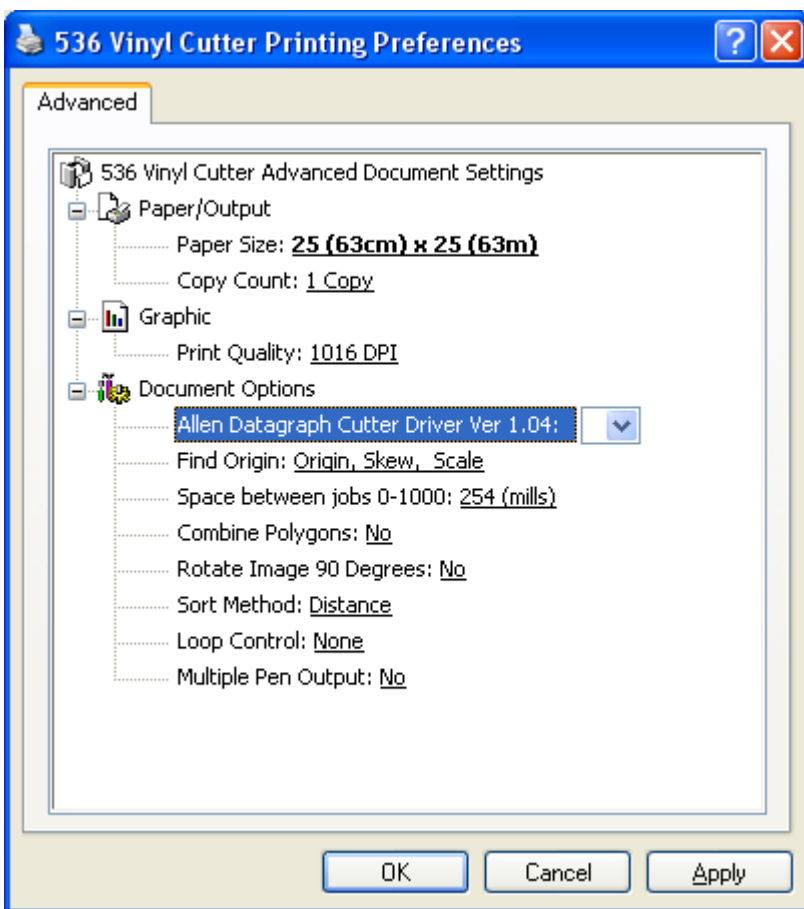 536 Vinyl Cutter Printing Preferences
Advanced
536 Vinyl Cutter Advanced Document Settings
Paper/Output
Paper Size: 25 (63cm) x 25 (63m)
Copy Count: 1 Copy
Graphic
Print Quality: 1016 DPI
Document Options
Allen Datagraph Cutter Driver Ver 1.04:
Find Origin: Origin, Skew, Scale
Space between jobs 0-1000: 254 (mills)
Combine Polygons: No
Rotate Image 90 Degrees: No
Sort Method: Distance
Loop Control: None
Multiple Pen Output: No
OK Cancel Apply